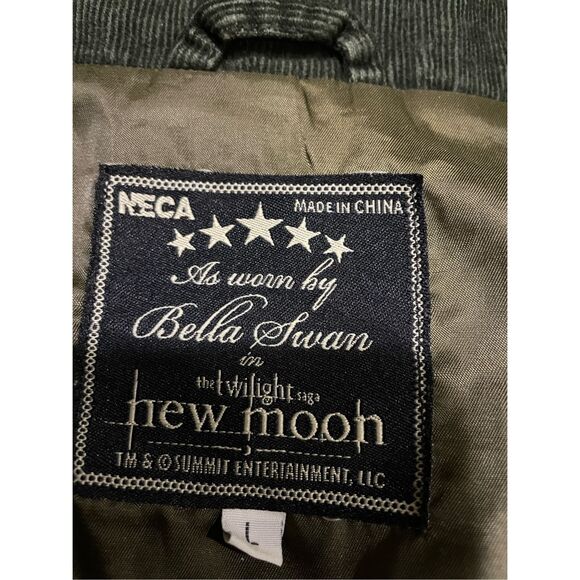 NECA MADE IN CHINA
As worn by
Bella Swan
in
the twilight saga
new moon
TM & © SUMMIT ENTERTAINMENT, LLC
L